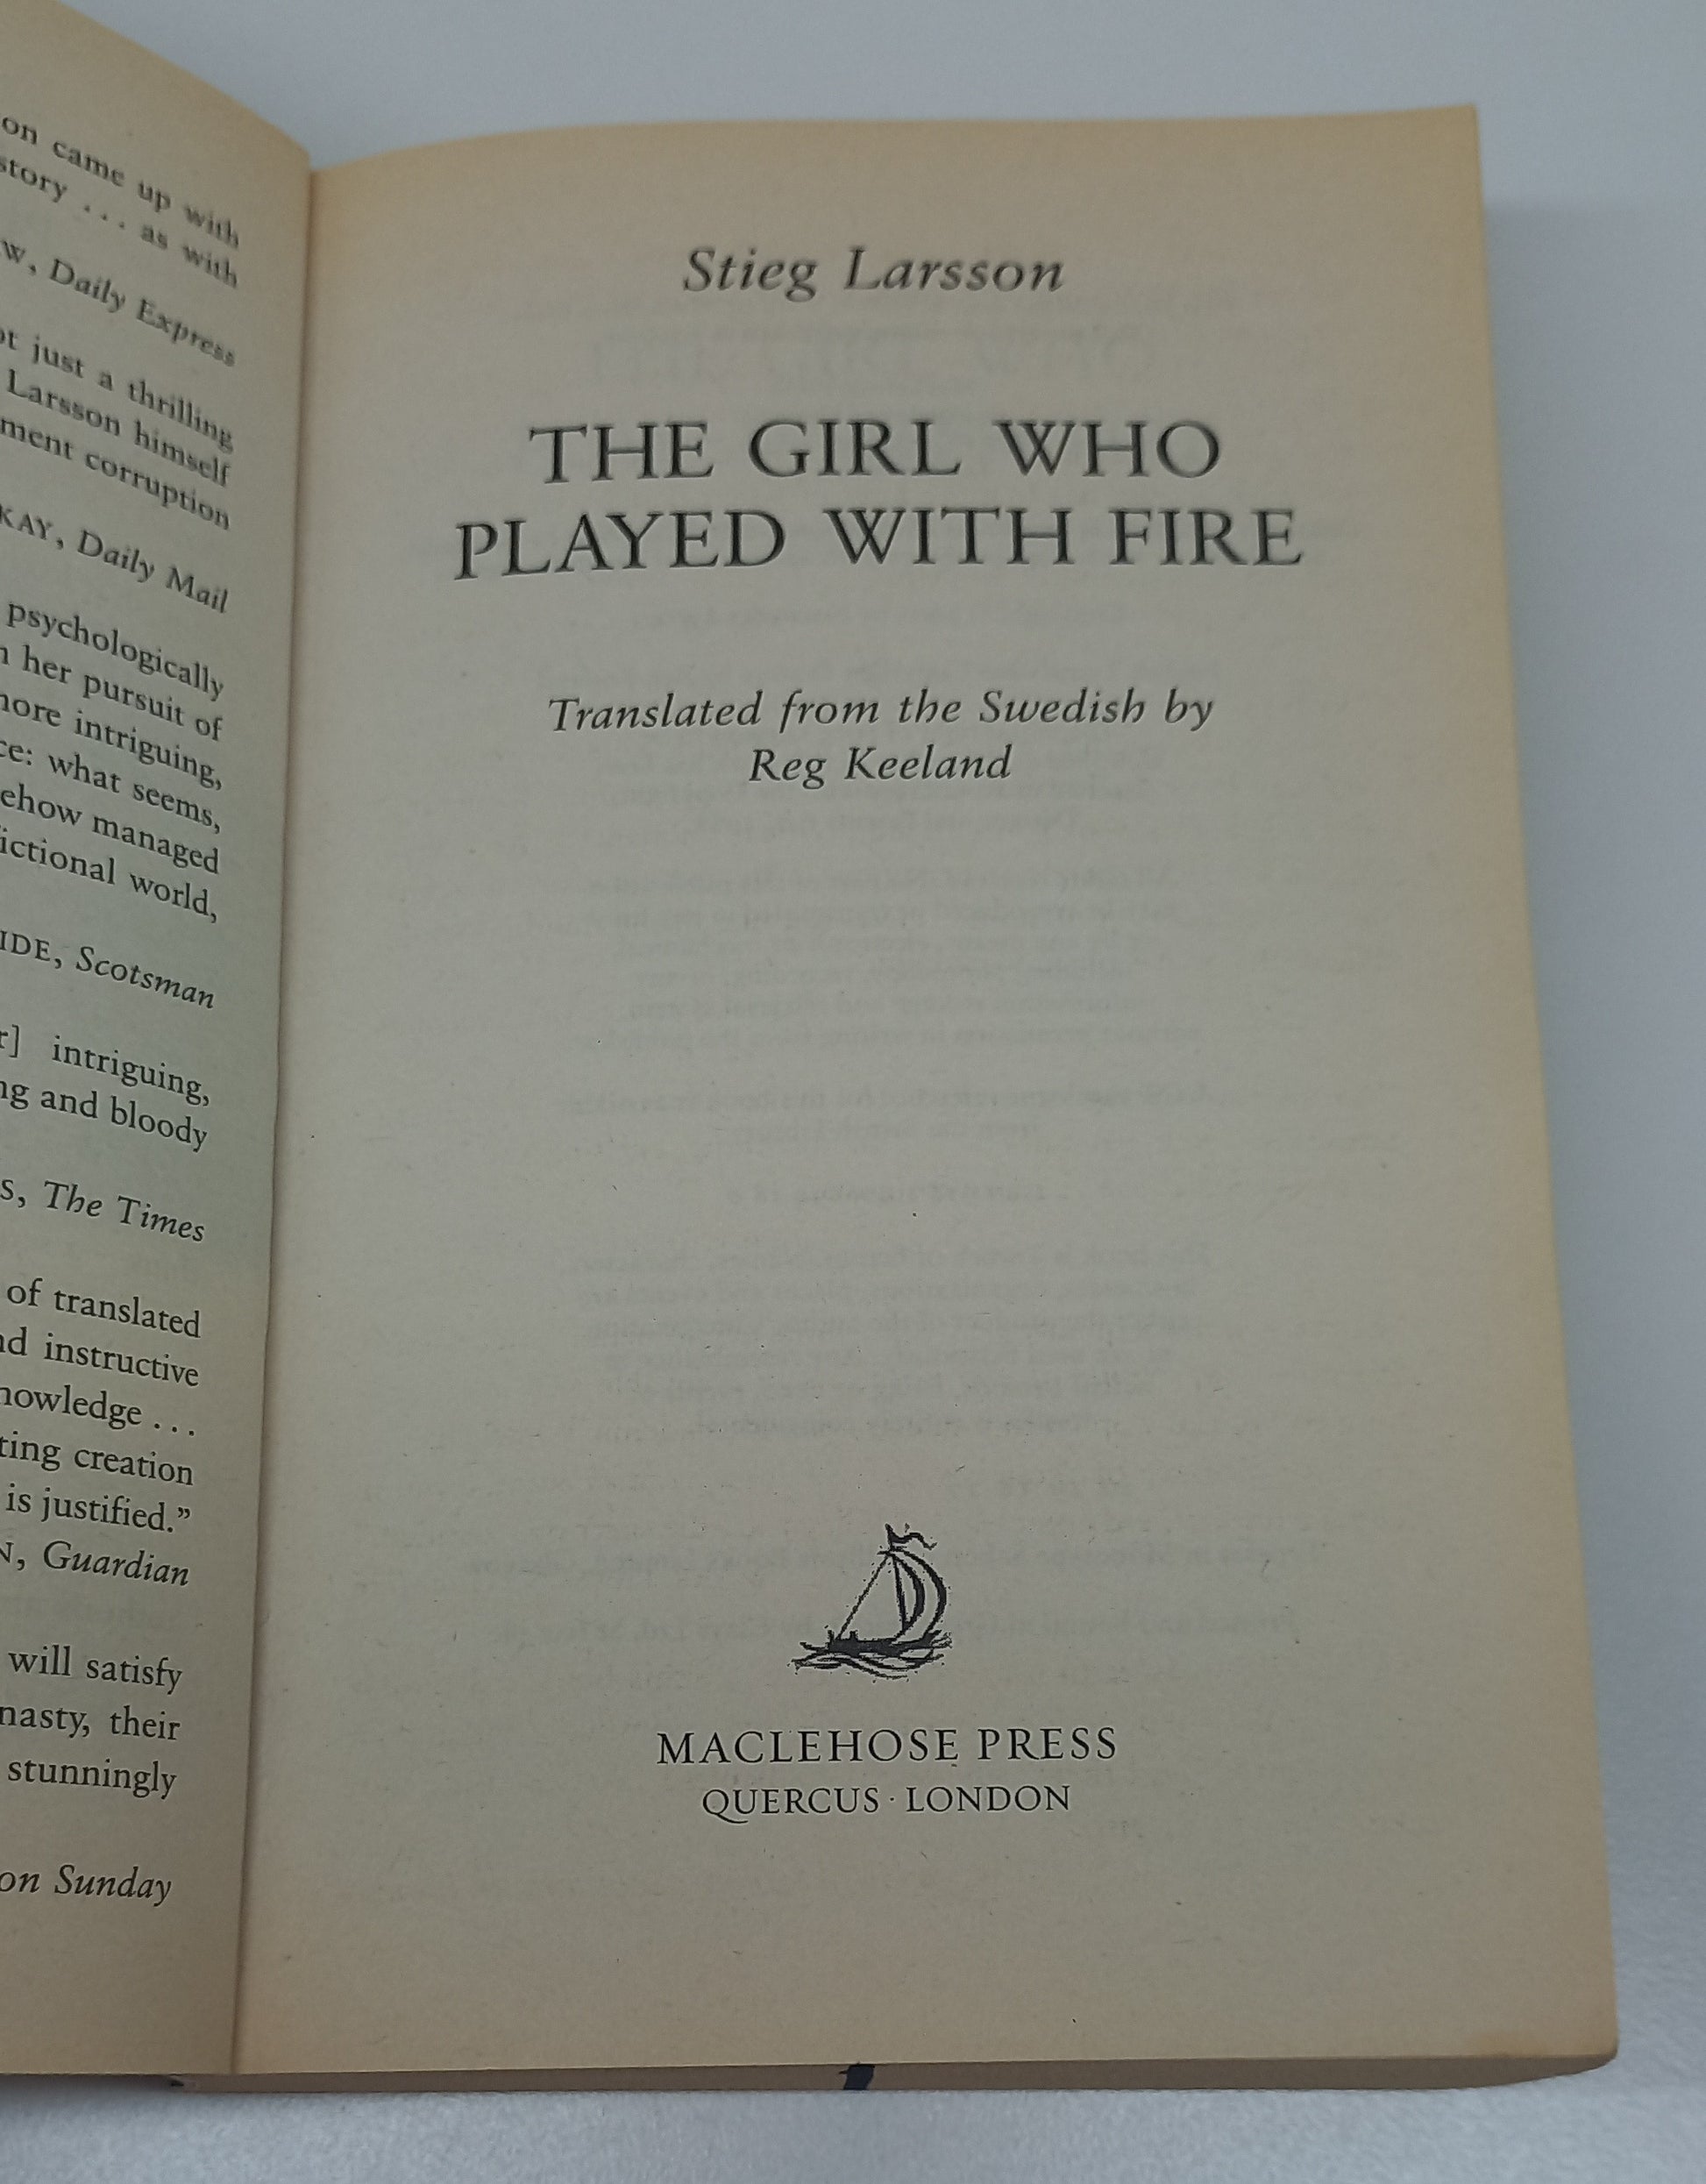 on came up with
story . . . as with
Daily Express
just a thrilling
Larsson himself
ment corruption
KAY, Daily Mail
psychologically
her pursuit of
more intriguing,
ce: what seems,
ehow managed
ictional world,
IDE, Scotsman
r] intriguing,
ng and bloody
s, The Times
of translated
nd instructive
nowledge . . .
ting creation
is justified.”
N, Guardian
will satisfy
nasty, their
stunningly
on Sunday
Stieg Larsson
THE GIRL WHO
PLAYED WITH FIRE
Translated from the Swedish by
Reg Keeland
MACLEHOSE PRESS
QUERCUS · LONDON